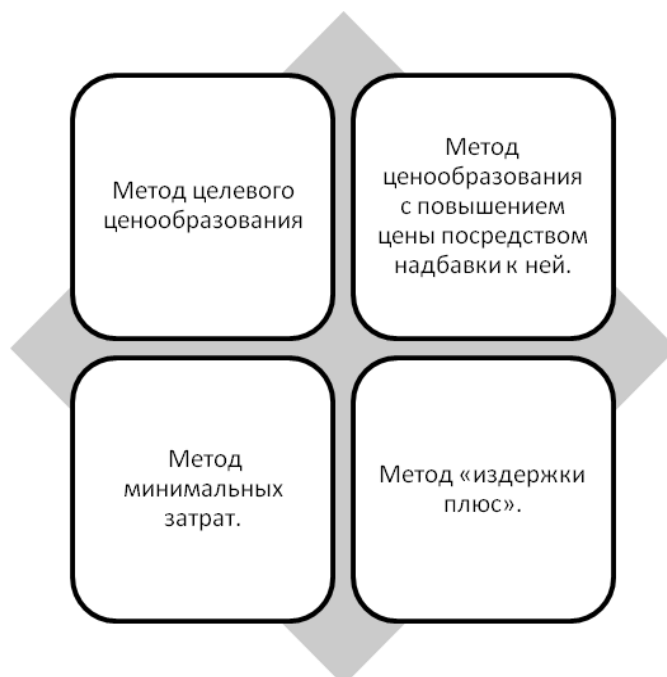 Метод целевого
ценообразования
Метод
ценообразования
с повышением
цены посредством
надбавки к ней.
Метод
минимальных
затрат.
Метод «издержки
плюс».